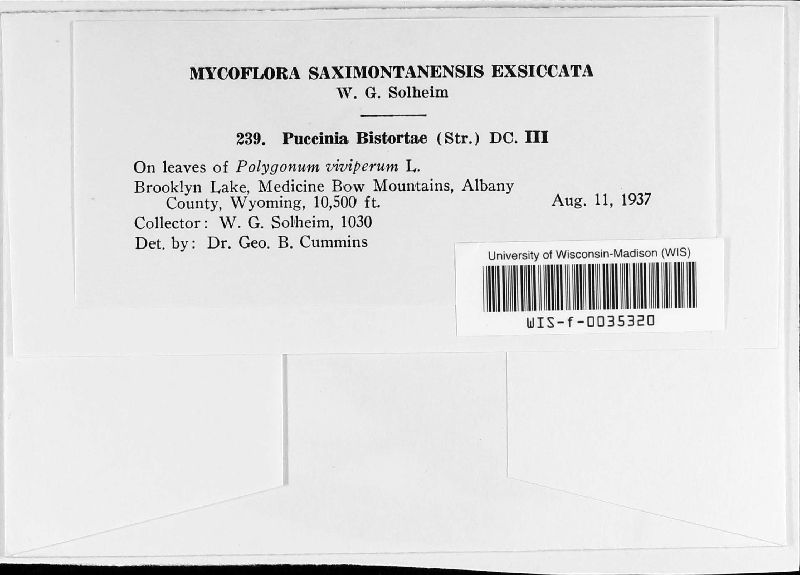 MYCOFLORA SAXIMONTANENSIS EXSICCATA
W. G. Solheim
239. Puccinia Bistortae (Str.) DC. III
On leaves of Polygonum viviperum L.
Brooklyn Lake, Medicine Bow Mountains, Albany
County, Wyoming, 10,500 ft.
Aug. 11, 1937
Collector: W. G. Solheim, 1030
Det. by: Dr. Geo. B. Cummins
University of Wisconsin-Madison (WIS)
WIS-f-0035320